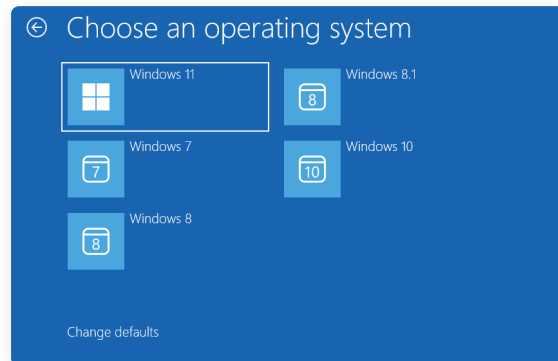 Choose an operating system
Windows 11
Windows 8.1
8
Windows 7
7
Windows 10
10
Windows 8
8
Change defaults